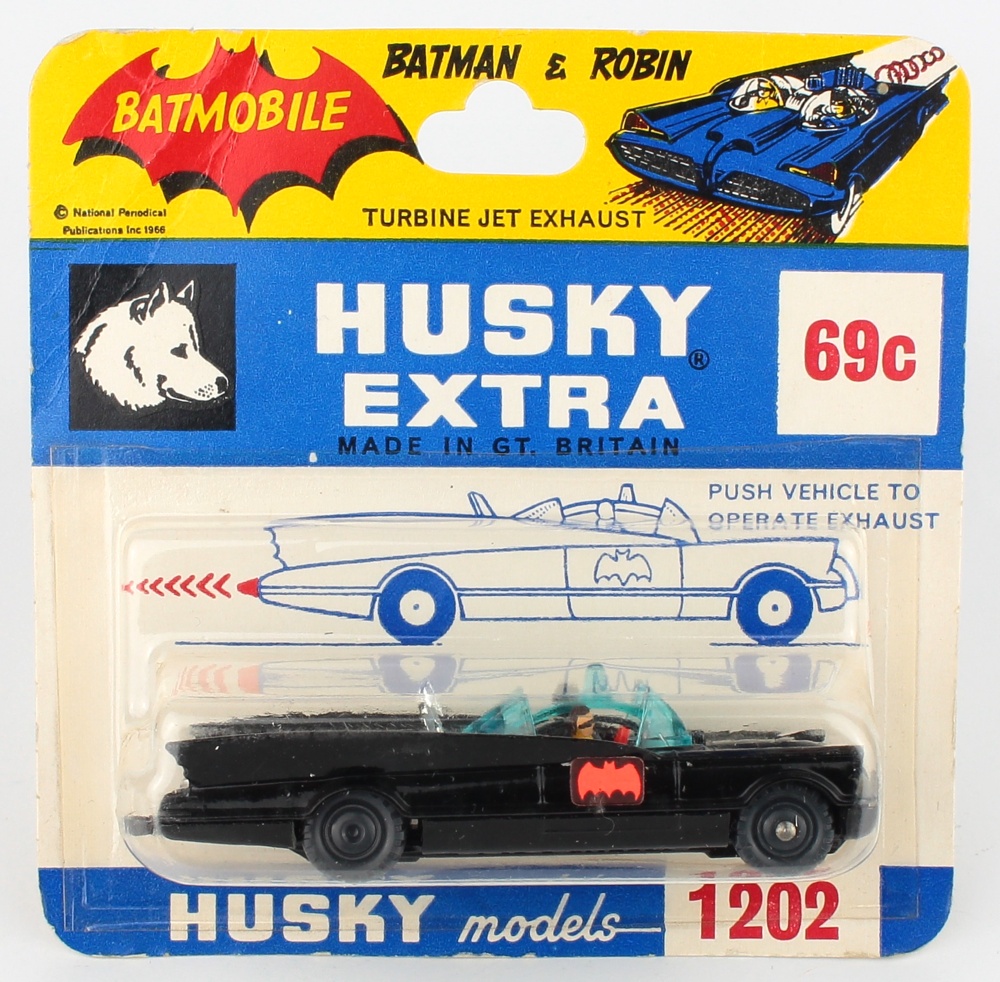 BATMAN & ROBIN
BATMOBILE
© National Periodical
Publications Inc 1966
TURBINE JET EXHAUST
HUSKY®
EXTRA
MADE IN GT. BRITAIN
69c
PUSH VEHICLE TO
OPERATE EXHAUST
HUSKY models
1202